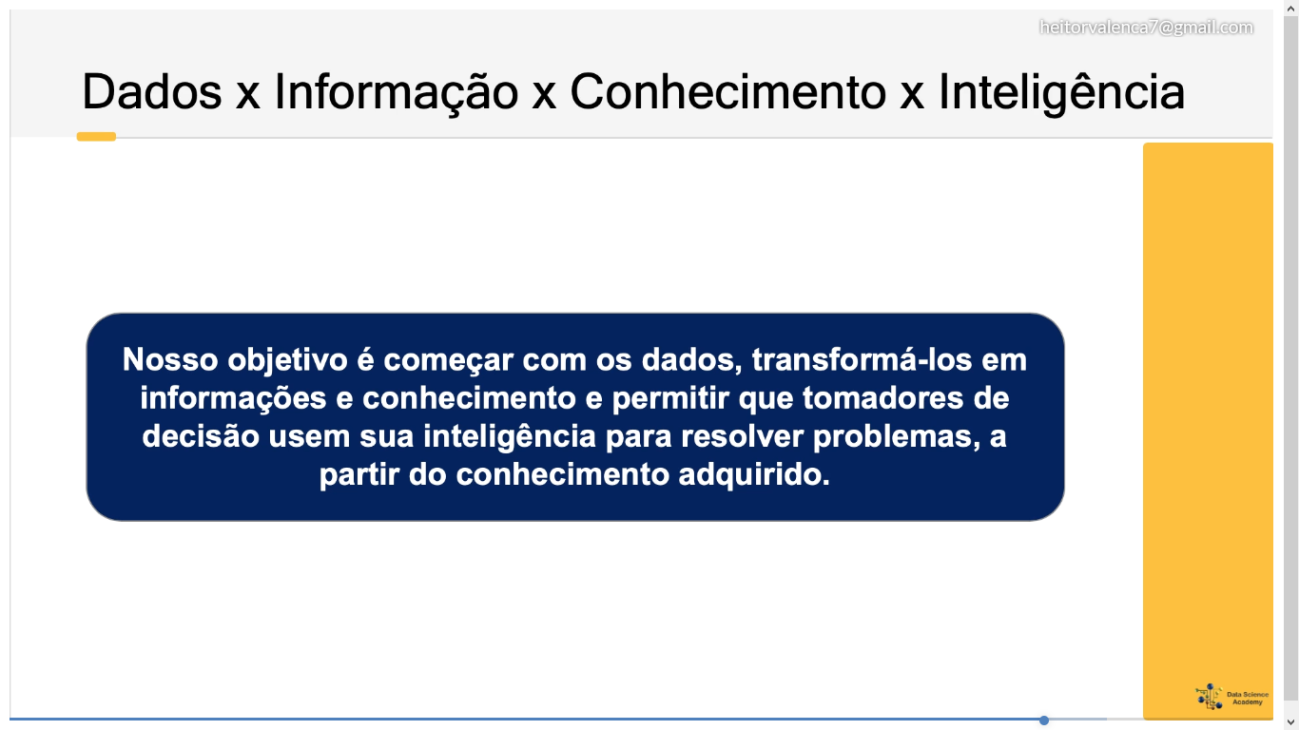 heitorvalenca7@gmail.com
Dados x Informação x Conhecimento x Inteligência
Nosso objetivo é começar com os dados, transformá-los em
informações e conhecimento e permitir que tomadores de
decisão usem sua inteligência para resolver problemas, a
partir do conhecimento adquirido.
Data Science
Academy